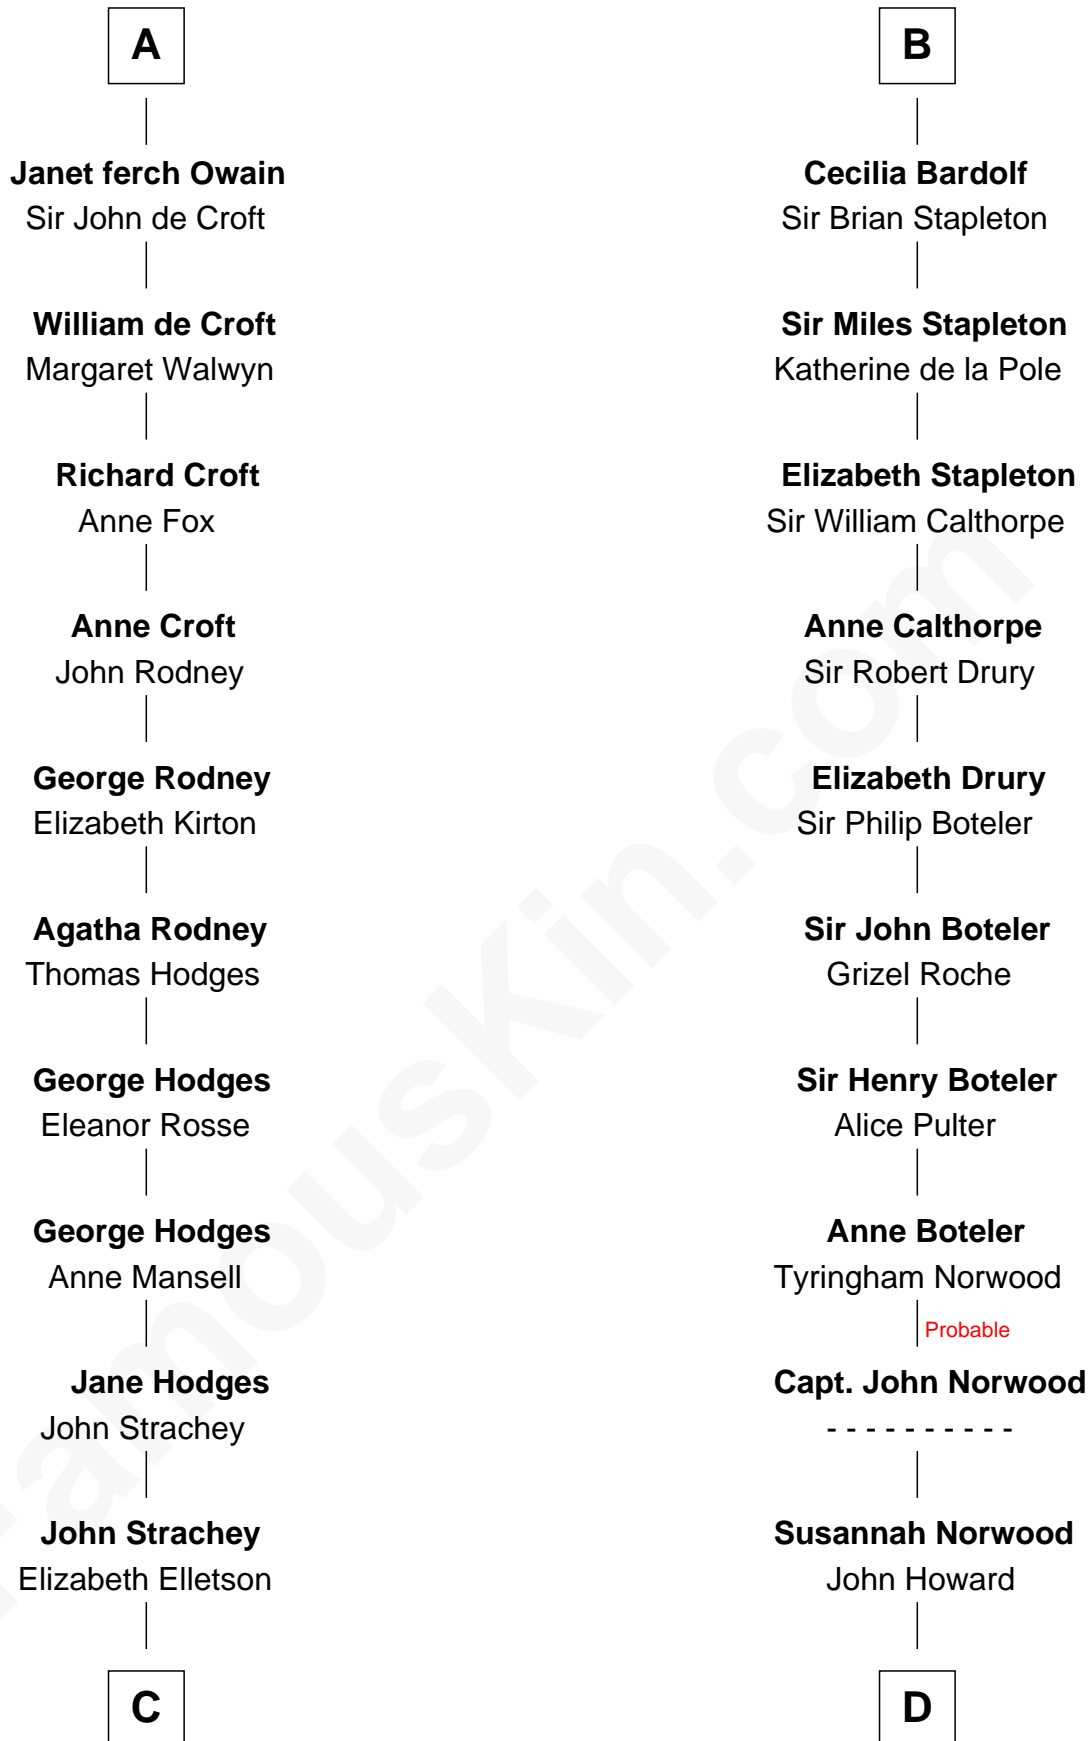 A
Janet ferch Owain
Sir John de Croft
William de Croft
Margaret Walwyn
Richard Croft
Anne Fox
Anne Croft
John Rodney
George Rodney
Elizabeth Kirton
Agatha Rodney
Thomas Hodges
George Hodges
Eleanor Rosse
George Hodges
Anne Mansell
Jane Hodges
John Strachey
John Strachey
Elizabeth Elletson
C
B
Cecilia Bardolf
Sir Brian Stapleton
Sir Miles Stapleton
Katherine de la Pole
Elizabeth Stapleton
Sir William Calthorpe
Anne Calthorpe
Sir Robert Drury
Elizabeth Drury
Sir Philip Boteler
Sir John Boteler
Grizel Roche
Sir Henry Boteler
Alice Pulter
Anne Boteler
Tyringham Norwood
Probable
Capt. John Norwood
- - - - - - - - - -
Susannah Norwood
John Howard
D
FamousKin.com